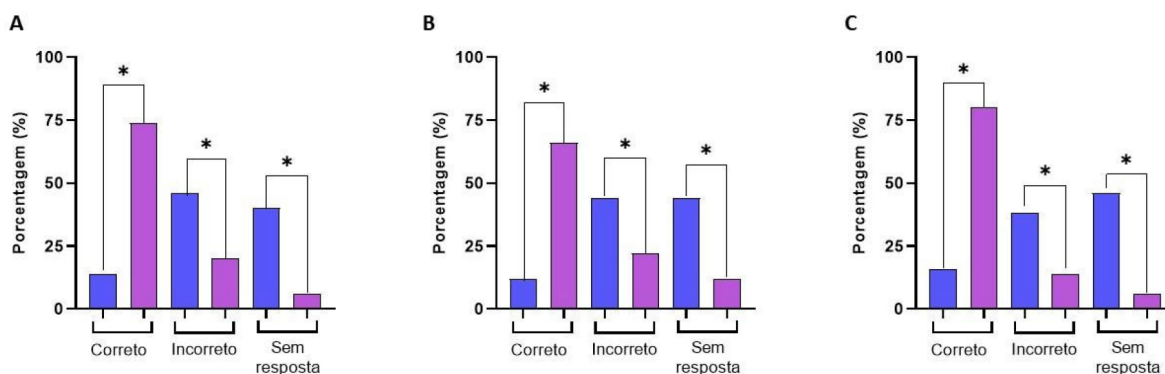 A
Porcentagem (%)
100
75
50
25
0
*
*
*
Correto
Incorreto
Sem
resposta
B
Porcentagem (%)
100
75
50
25
0
*
*
*
Correto
Incorreto
Sem
resposta
C
Porcentagem (%)
100
75
50
25
0
*
*
*
Correto
Incorreto
Sem
resposta